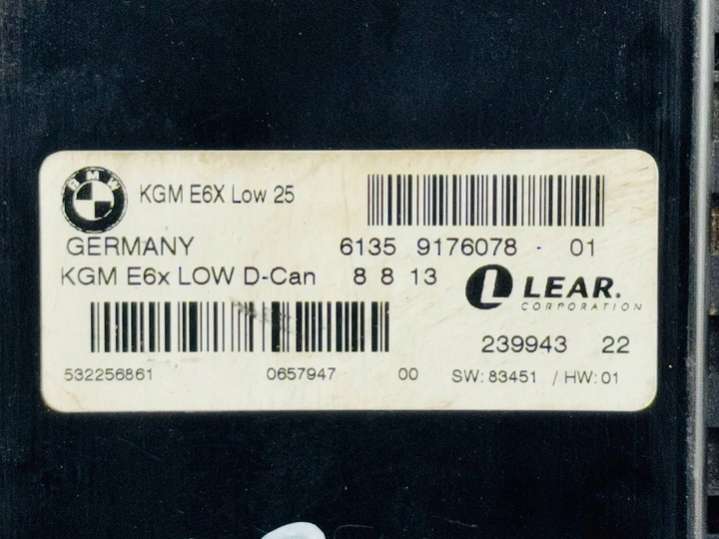 BMW
KGM E6X Low 25
GERMANY 6135 9176078 - 01
KGM E6x LOW D-Can 8 8 13
LEAR.
CORPORATION
239943 22
532256861 0657947 00 SW: 83451 / HW: 01